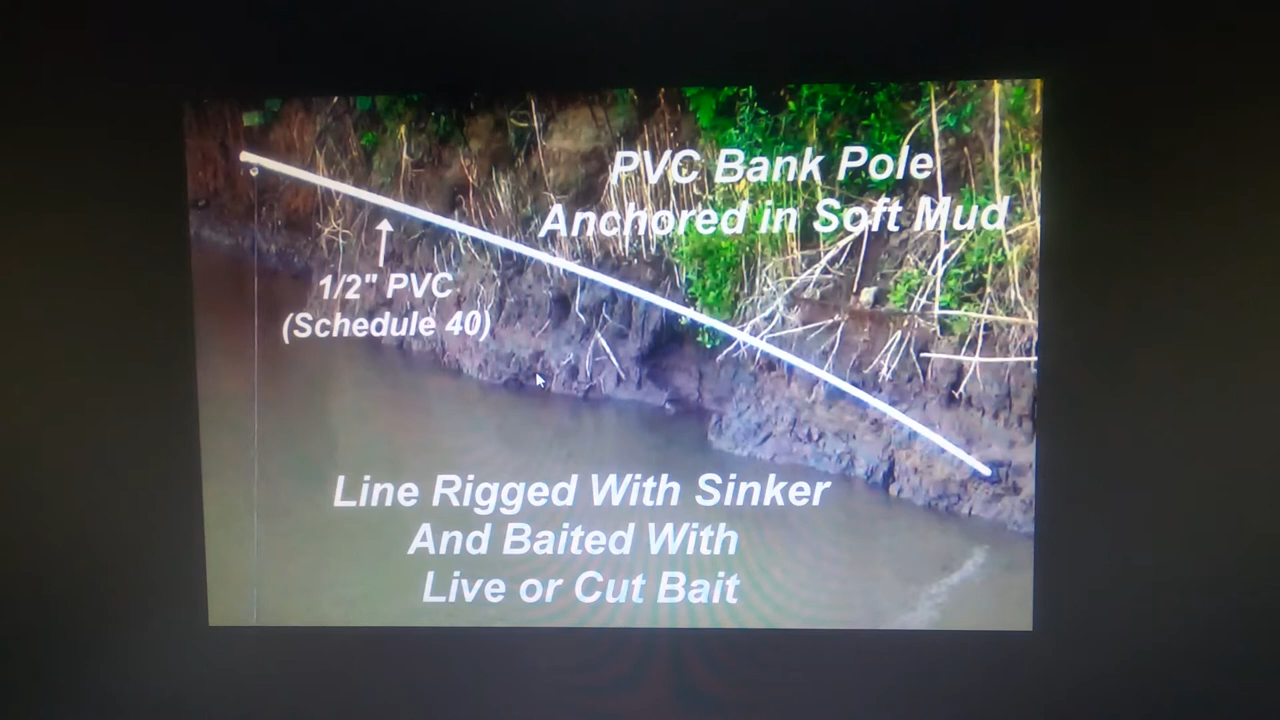 PVC Bank Pole
Anchored in Soft Mud
1/2" PVC
(Schedule 40)
Line Rigged With Sinker
And Baited With
Live or Cut Bait